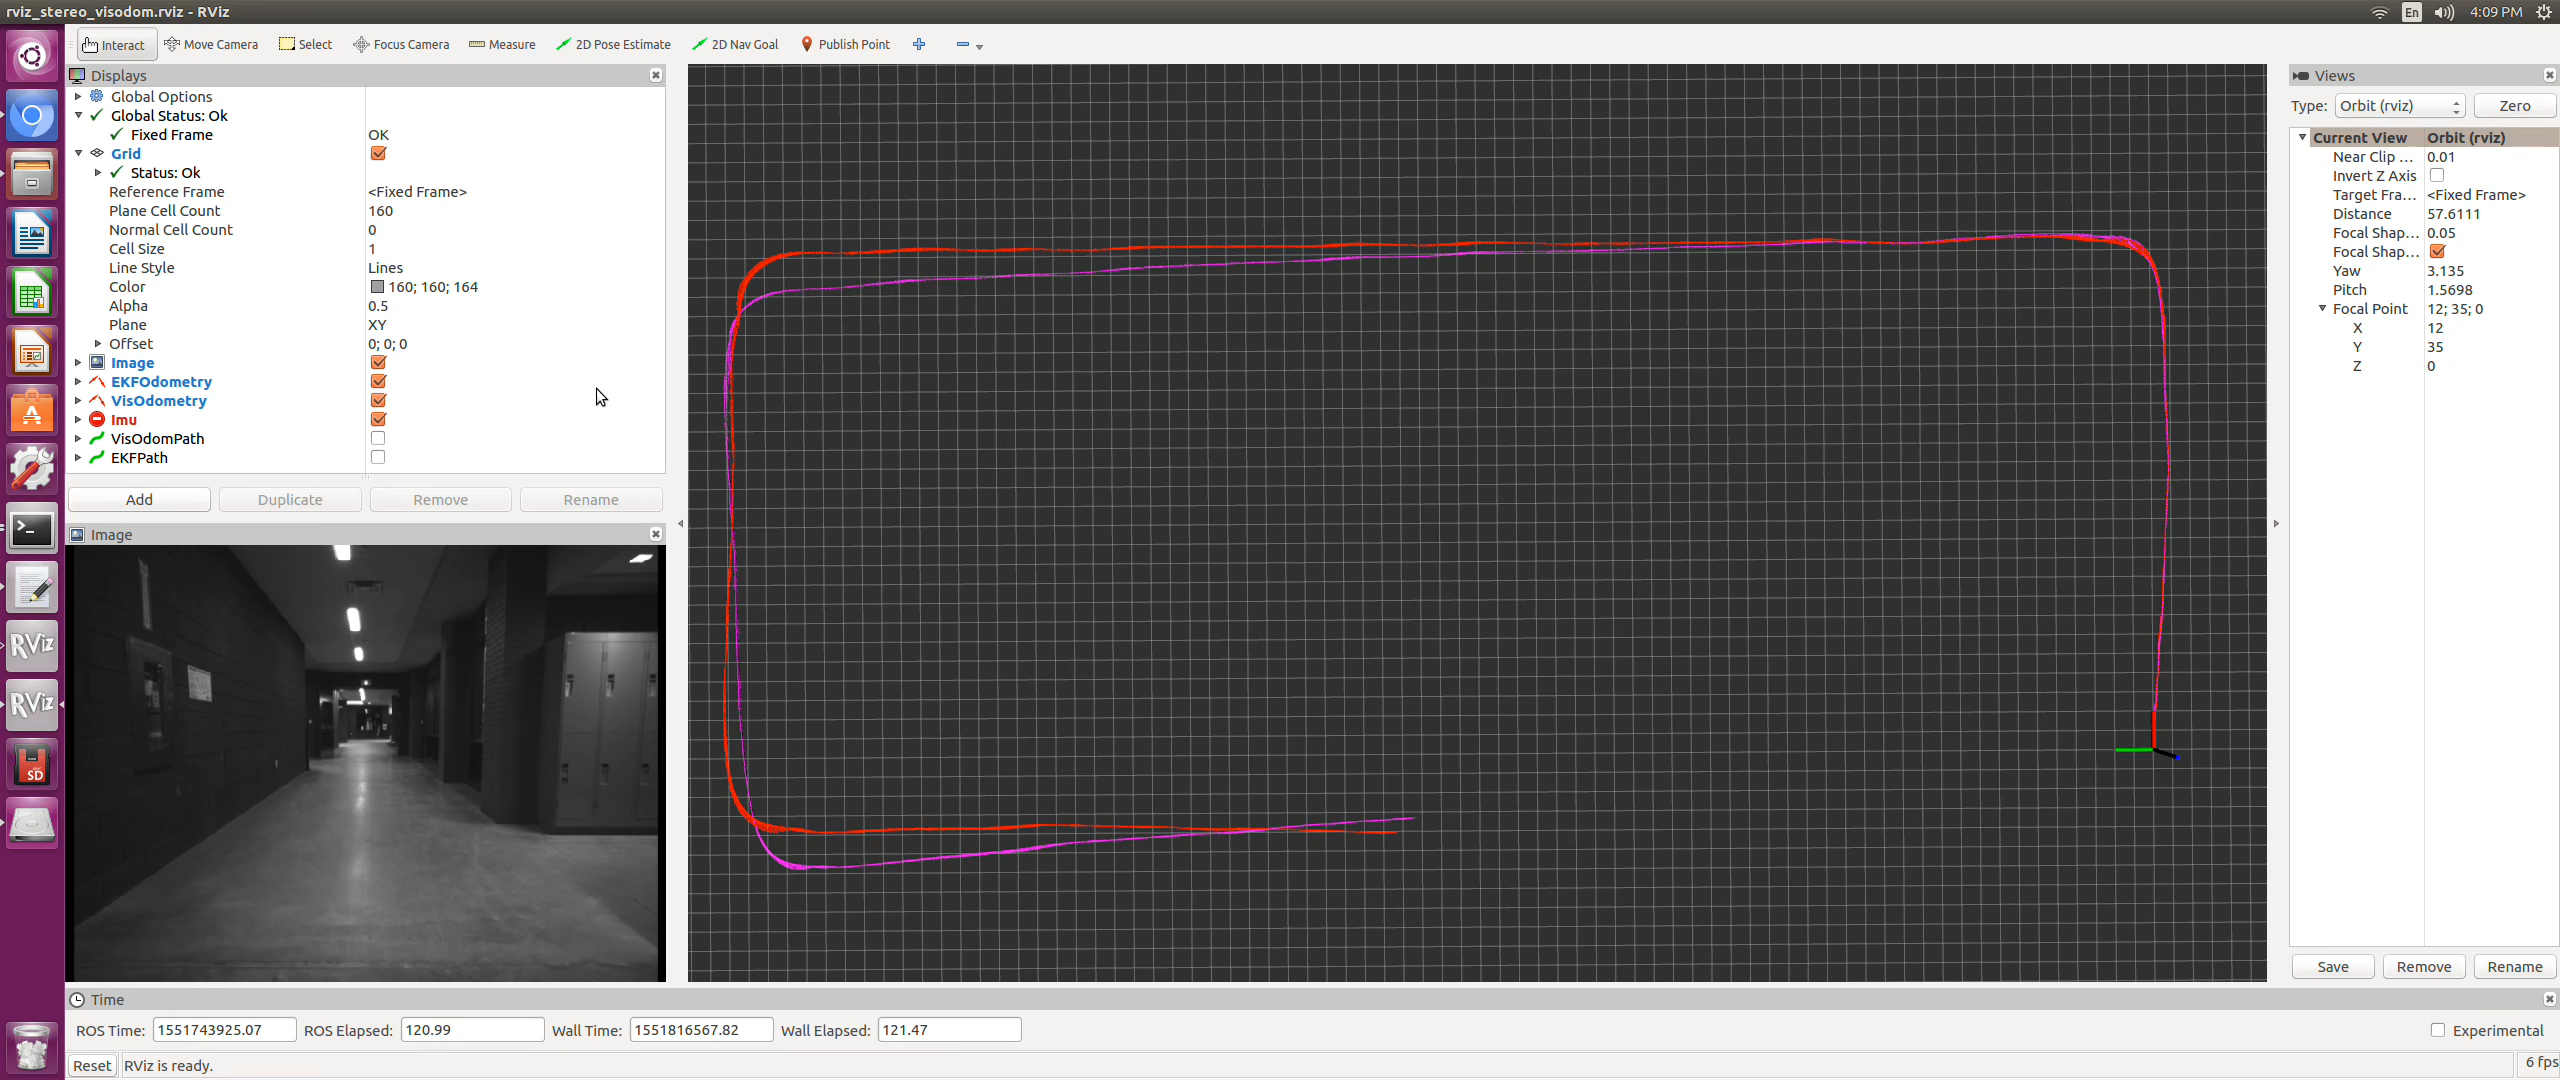 rviz_stereo_visodom.rviz - RViz
En 4:09 PM
Interact Move Camera Select Focus Camera Measure 2D Pose Estimate 2D Nav Goal Publish Point
Displays
Global Options
Global Status: Ok
Fixed Frame OK
Grid
Status: Ok
Reference Frame <Fixed Frame>
Plane Cell Count 160
Normal Cell Count 0
Cell Size 1
Line Style Lines
Color 160; 160; 164
Alpha 0.5
Plane XY
Offset 0; 0; 0
Image
EKFOdometry
VisOdometry
Imu
VisOdomPath
EKFPath
Add Duplicate Remove Rename
Image
Views
Type: Orbit (rviz) Zero
Current View Orbit (rviz)
Near Clip ... 0.01
Invert Z Axis
Target Fra... <Fixed Frame>
Distance 57.6111
Focal Shap... 0.05
Focal Shap...
Yaw 3.135
Pitch 1.5698
Focal Point 12; 35; 0
X 12
Y 35
Z 0
Save Remove Rename
RViz
RViz
SD
Time
ROS Time: 1551743925.07 ROS Elapsed: 120.99 Wall Time: 1551816567.82 Wall Elapsed: 121.47 Experimental
Reset RViz is ready. 6 fps